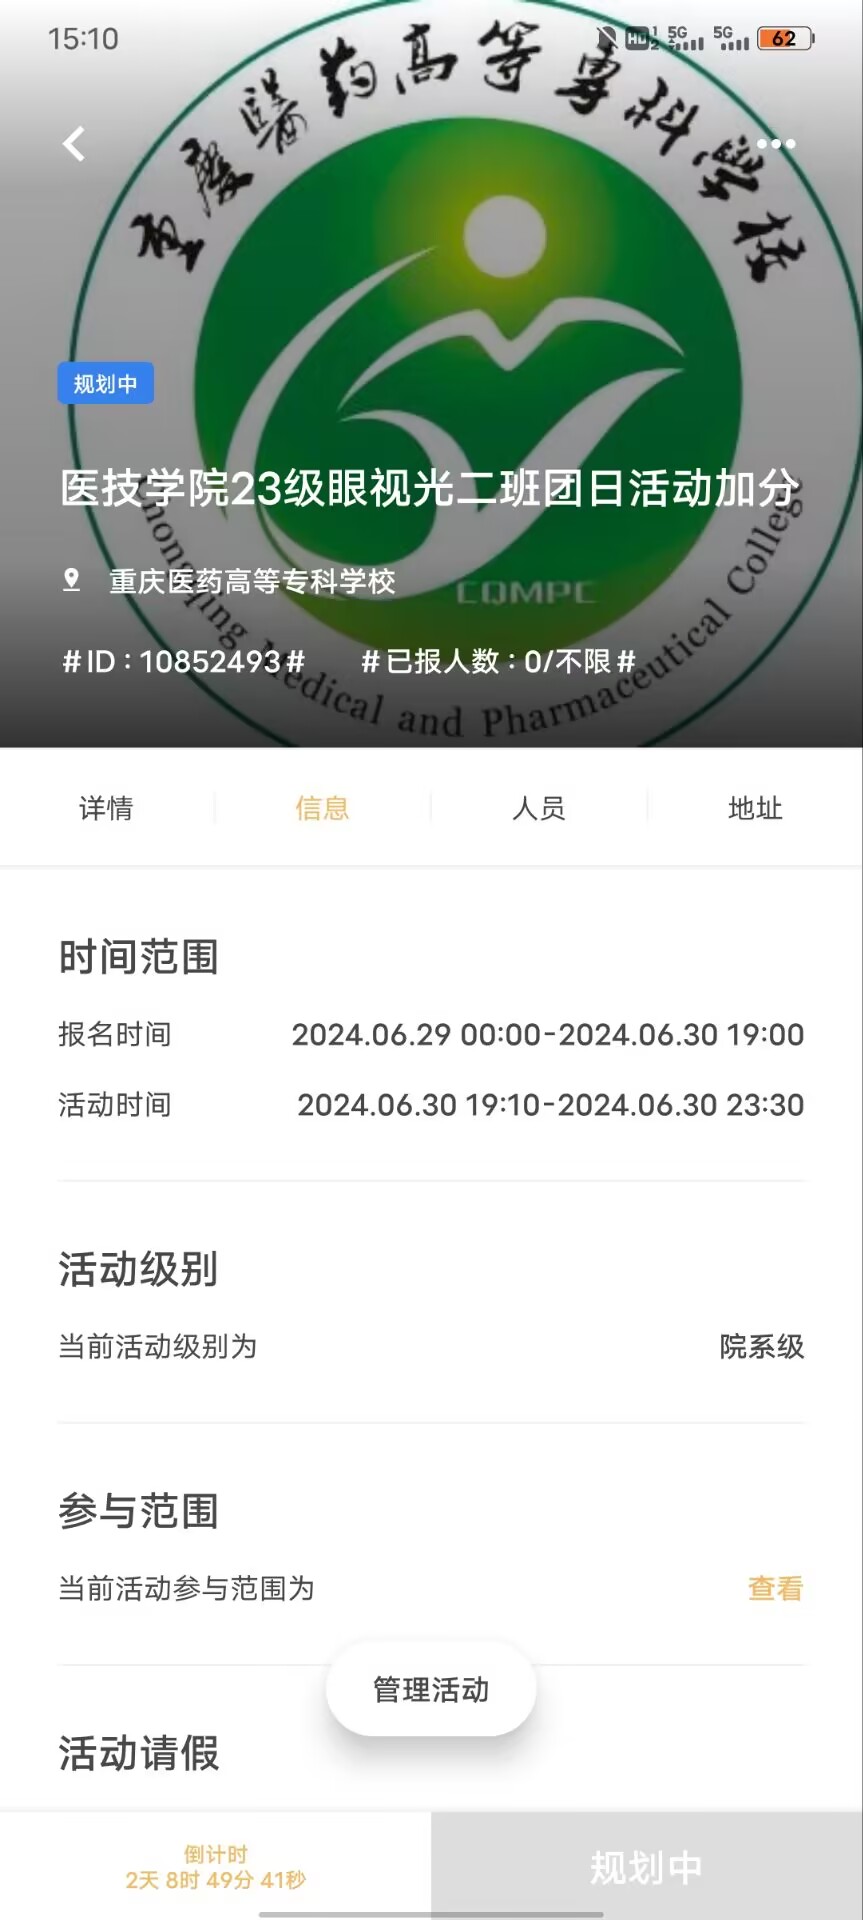 15:10
HD 1 2 5G 5G 62
重慶醫药高等專科学校
规划中
医技学院23级眼视光二班团日活动加分
重庆医药高等专科学校
CQMPC
#ID : 10852493#  #已报人数 : 0/不限#
Chongqing Medical and Pharmaceutical College
详情 信息 人员 地址
时间范围
报名时间 2024.06.29 00:00-2024.06.30 19:00
活动时间 2024.06.30 19:10-2024.06.30 23:30
活动级别
当前活动级别为 院系级
参与范围
当前活动参与范围为 查看
管理活动
活动请假
倒计时
2天 8时 49分 41秒
规划中